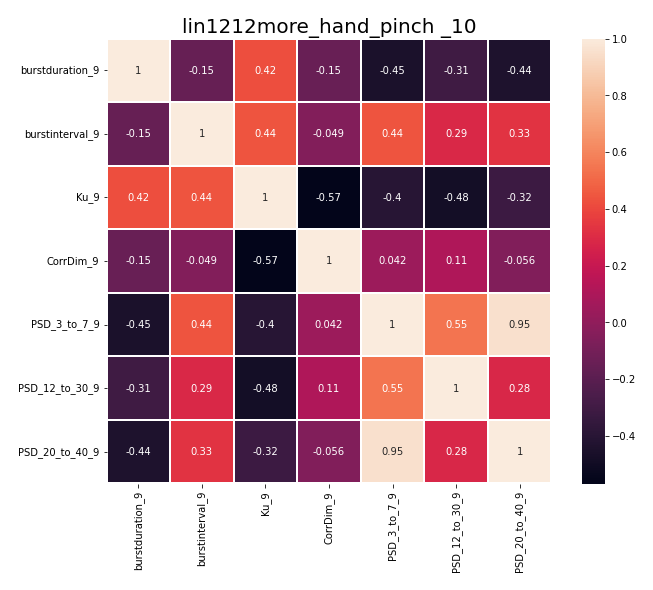 lin1212more_hand_pinch _10
burstduration_9 1 -0.15 0.42 -0.15 -0.45 -0.31 -0.44
burstinterval_9 -0.15 1 0.44 -0.049 0.44 0.29 0.33
Ku_9 0.42 0.44 1 -0.57 -0.4 -0.48 -0.32
CorrDim_9 -0.15 -0.049 -0.57 1 0.042 0.11 -0.056
PSD_3_to_7_9 -0.45 0.44 -0.4 0.042 1 0.55 0.95
PSD_12_to_30_9 -0.31 0.29 -0.48 0.11 0.55 1 0.28
PSD_20_to_40_9 -0.44 0.33 -0.32 -0.056 0.95 0.28 1
burstduration_9
burstinterval_9
Ku_9
CorrDim_9
PSD_3_to_7_9
PSD_12_to_30_9
PSD_20_to_40_9
1.0
0.8
0.6
0.4
0.2
0.0
−0.2
−0.4